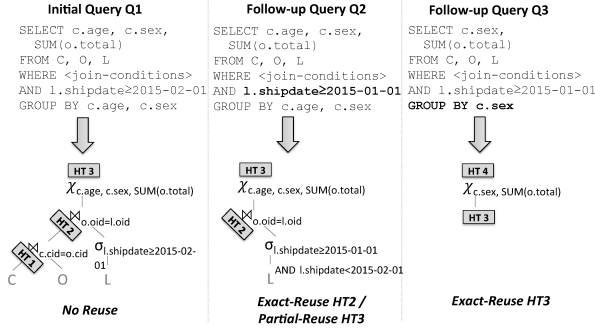 Initial Query Q1
SELECT c.age, c.sex,
SUM(o.total)
FROM C, O, L
WHERE <join-conditions>
AND l.shipdate≥2015-02-01
GROUP BY c.age, c.sex
HT 3
χc.age, c.sex, SUM(o.total)
HT 2
⋈o.oid=l.oid
HT 1
⋈c.cid=o.cid
σl.shipdate≥2015-02-
01
C O L
No Reuse
Follow-up Query Q2
SELECT c.age, c.sex,
SUM(o.total)
FROM C, O, L
WHERE <join-conditions>
AND l.shipdate≥2015-01-01
GROUP BY c.age, c.sex
HT 3
χc.age, c.sex, SUM(o.total)
HT 2
⋈o.oid=l.oid
σl.shipdate≥2015-01-01
AND l.shipdate<2015-02-01
L
Exact-Reuse HT2 /
Partial-Reuse HT3
Follow-up Query Q3
SELECT c.sex,
SUM(o.total)
FROM C, O, L
WHERE <join-conditions>
AND l.shipdate≥2015-01-01
GROUP BY c.sex
HT 4
χc.sex, SUM(o.total)
HT 3
Exact-Reuse HT3